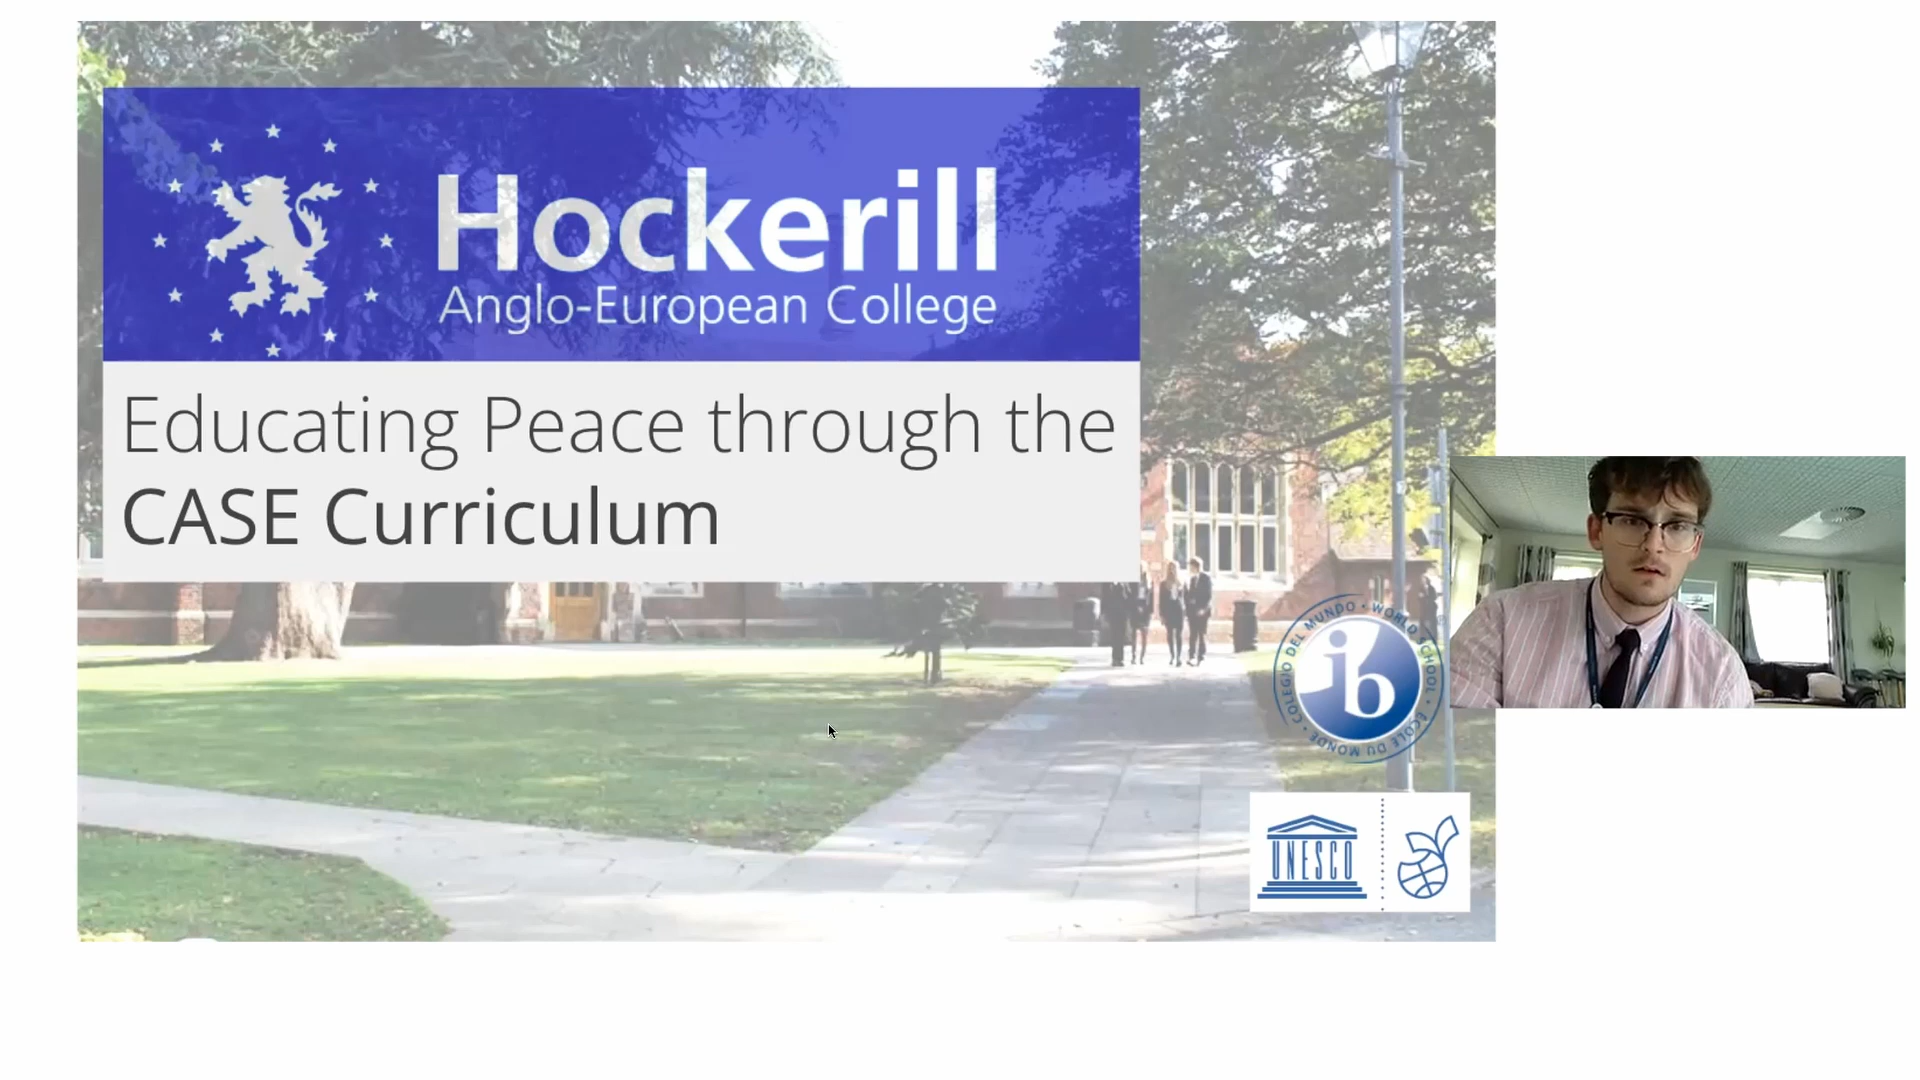 Hockerill
Anglo-European College
Educating Peace through the
CASE Curriculum
COLEGIO DEL MUNDO • WORLD SCHOOL • ÉCOLE DU MONDE •
ib
UNESCO